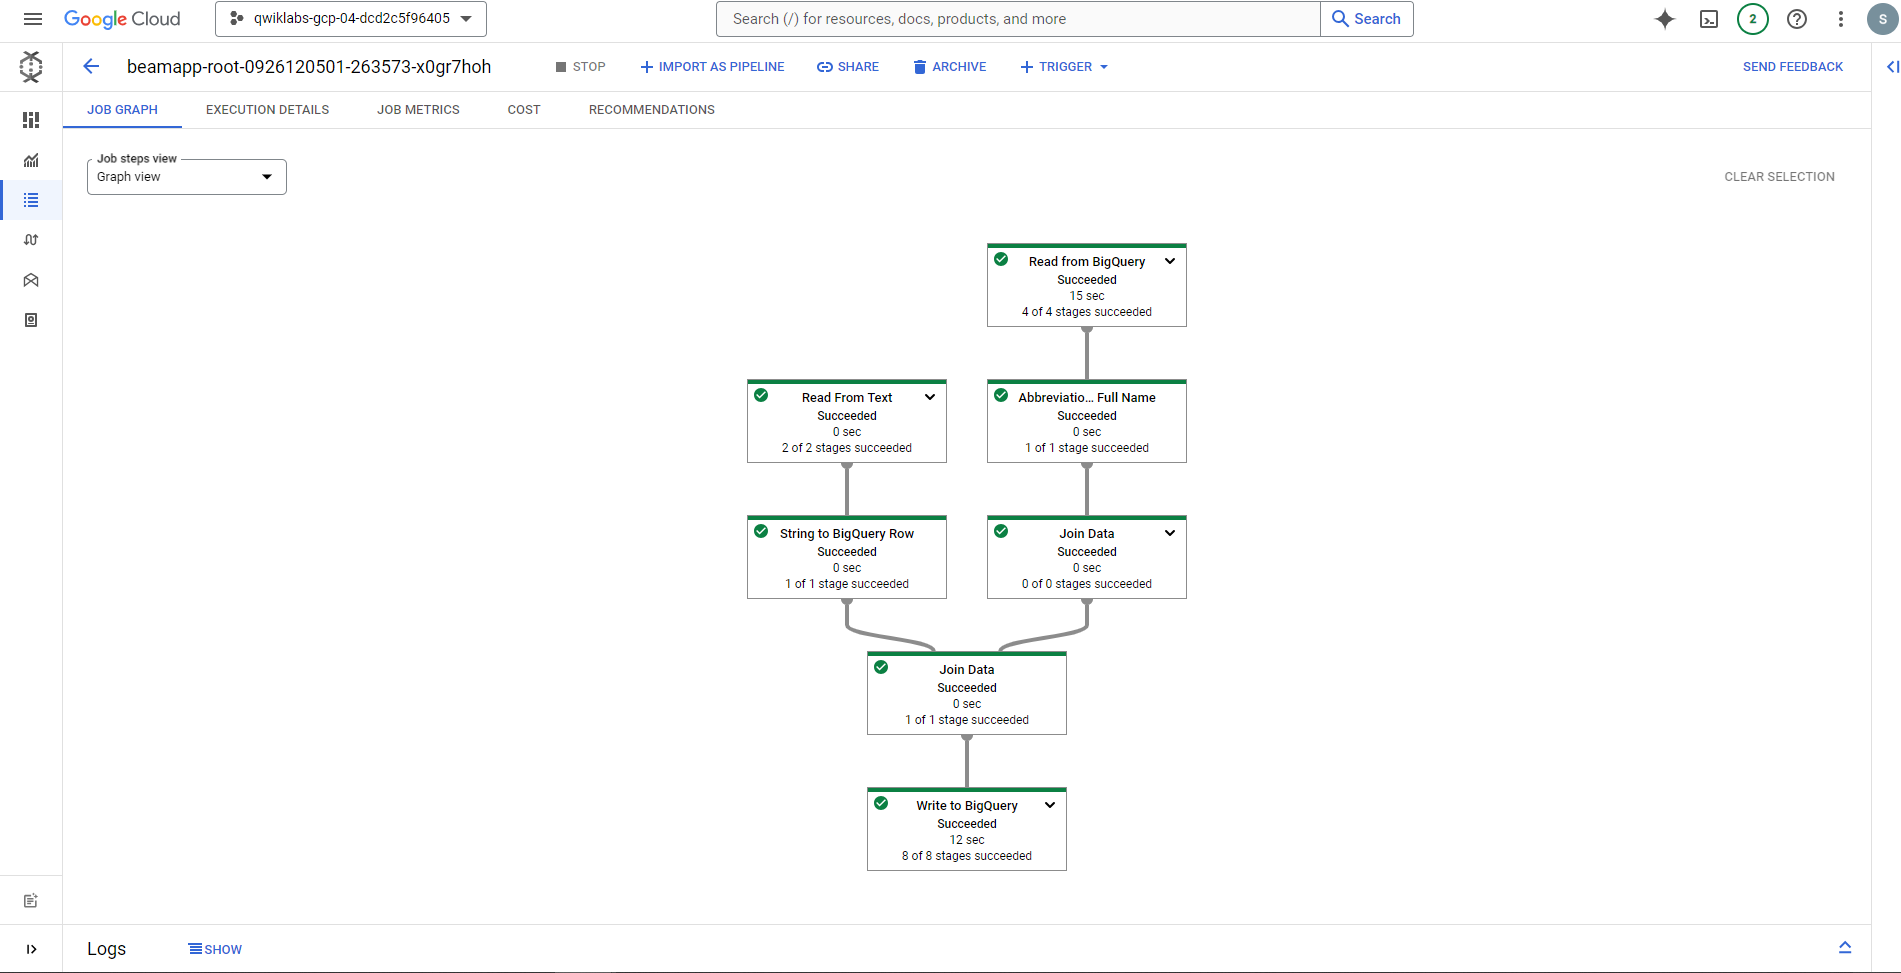 Google Cloud
qwiklabs-gcp-04-dcd2c5f96405
Search (/) for resources, docs, products, and more
Search
2
S
beamapp-root-0926120501-263573-x0gr7hoh
STOP
IMPORT AS PIPELINE
SHARE
ARCHIVE
TRIGGER
SEND FEEDBACK
JOB GRAPH
EXECUTION DETAILS
JOB METRICS
COST
RECOMMENDATIONS
Job steps view
Graph view
CLEAR SELECTION
Read from BigQuery
Succeeded
15 sec
4 of 4 stages succeeded
Read From Text
Succeeded
0 sec
2 of 2 stages succeeded
Abbreviatio... Full Name
Succeeded
0 sec
1 of 1 stage succeeded
String to BigQuery Row
Succeeded
0 sec
1 of 1 stage succeeded
Join Data
Succeeded
0 sec
0 of 0 stages succeeded
Join Data
Succeeded
0 sec
1 of 1 stage succeeded
Write to BigQuery
Succeeded
12 sec
8 of 8 stages succeeded
Logs
SHOW